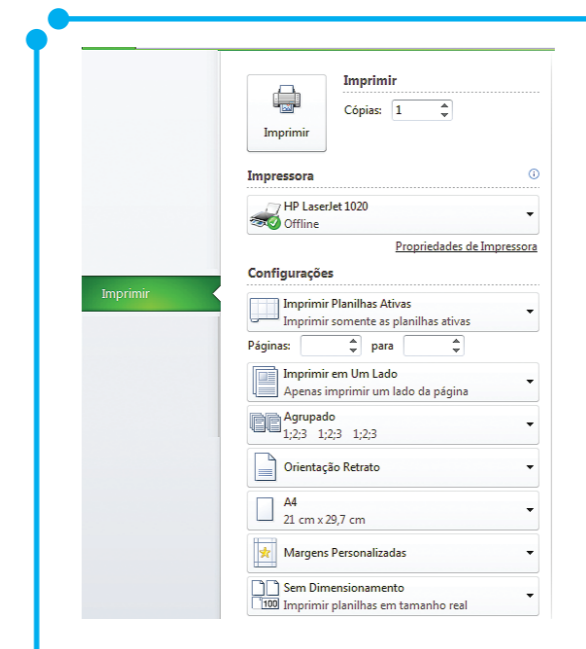 Imprimir
Cópias: 1
Imprimir
Impressora
HP LaserJet 1020
Offline
Propriedades de Impressora
Configurações
Imprimir
Imprimir Planilhas Ativas
Imprimir somente as planilhas ativas
Páginas: para
Imprimir em Um Lado
Apenas imprimir um lado da página
Agrupado
1;2;3 1;2;3 1;2;3
Orientação Retrato
A4
21 cm x 29,7 cm
Margens Personalizadas
Sem Dimensionamento
100 Imprimir planilhas em tamanho real